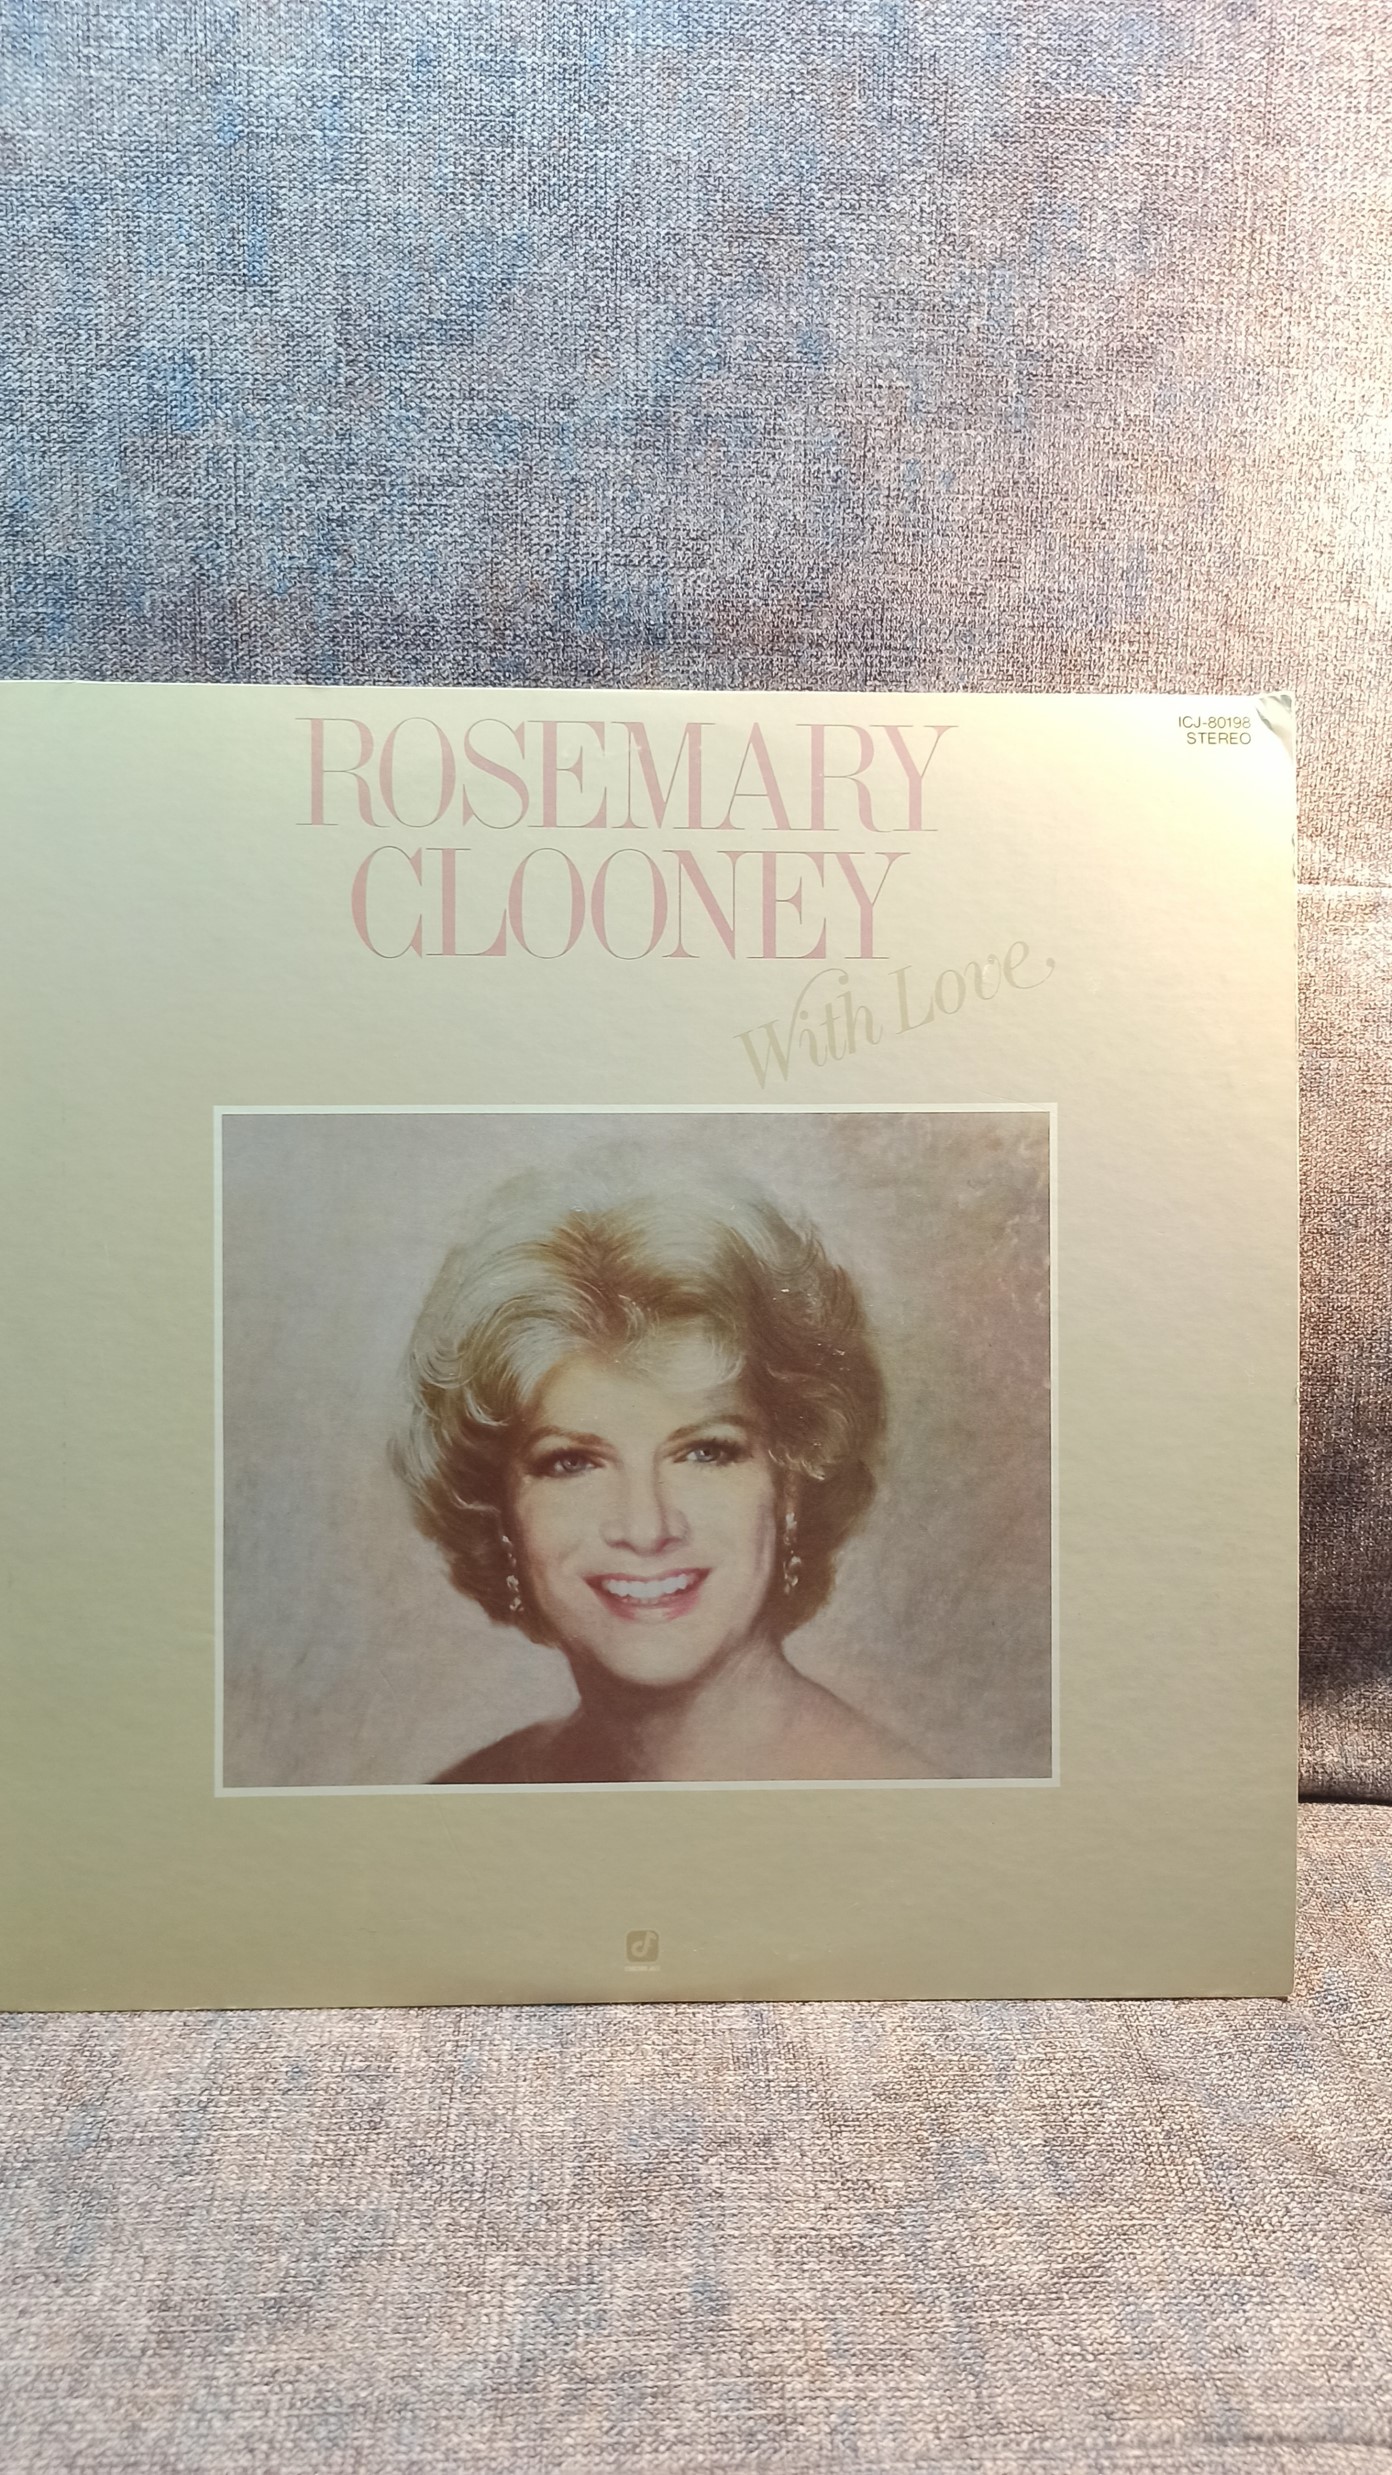 ROSEMARY
CLOONEY
With Love
ICJ-80198
STEREO